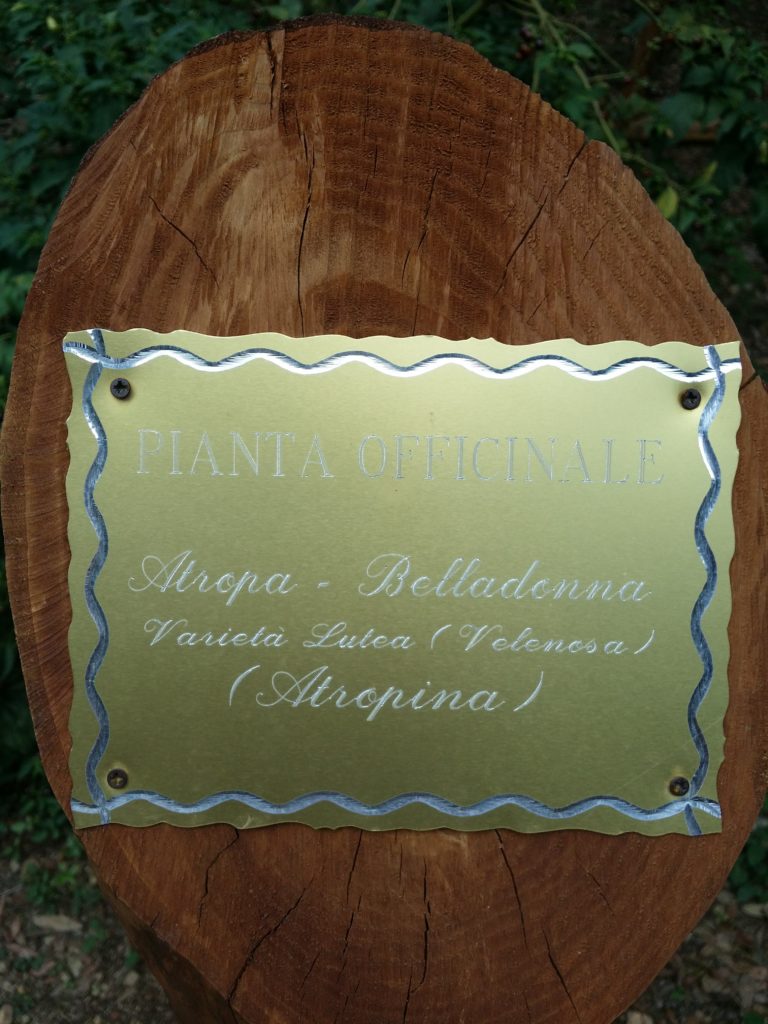 PIANTA OFFICINALE
Atropa - Belladonna
Varietà Lutea (Velenosa)
(Atropina)